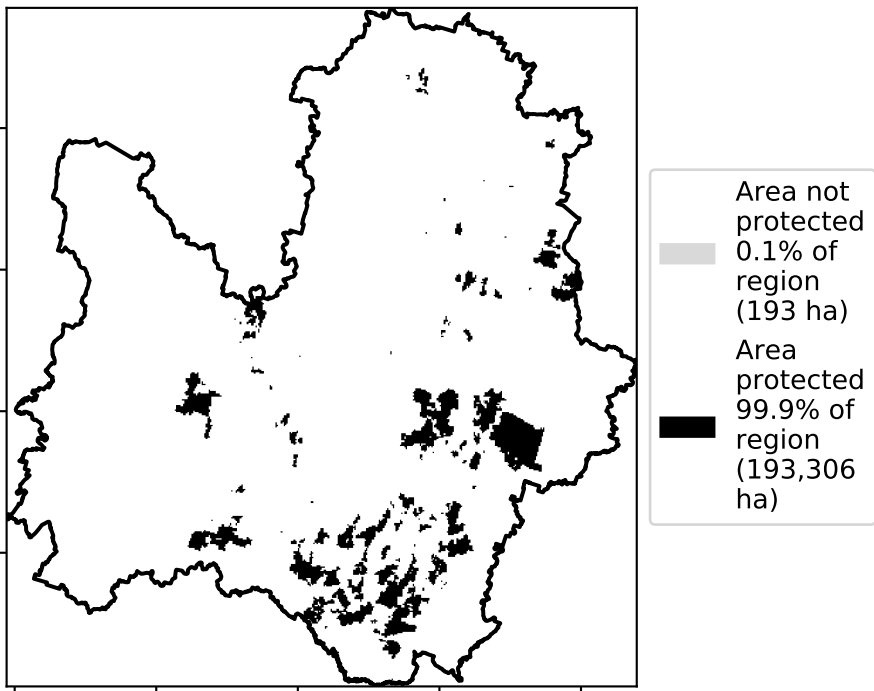 Area not
protected
0.1% of
region
(193 ha)
Area
protected
99.9% of
region
(193,306
ha)